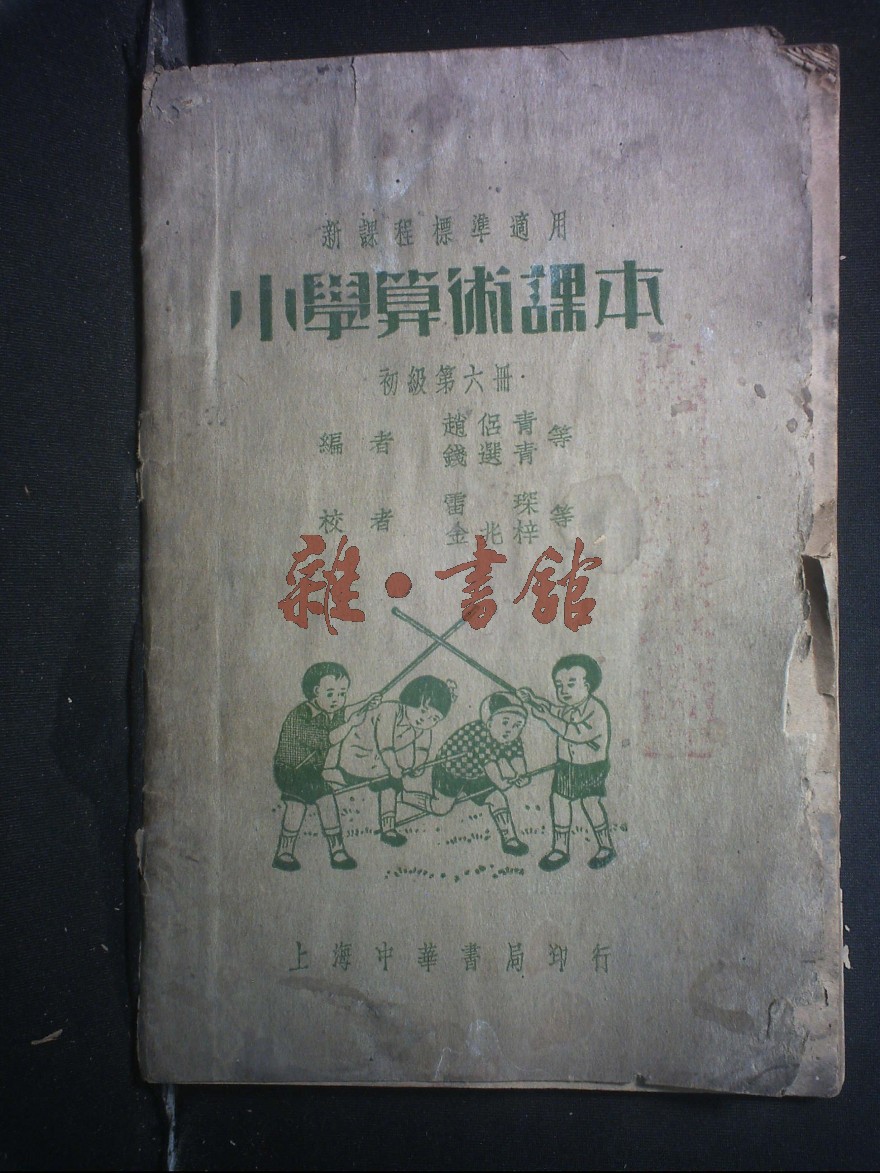 新課程標準適用
小學算術課本
初級第六冊
編者 趙侶青 錢選青 等
校者 雷琛 金兆梓 等
雜·書館
上海中華書局印行